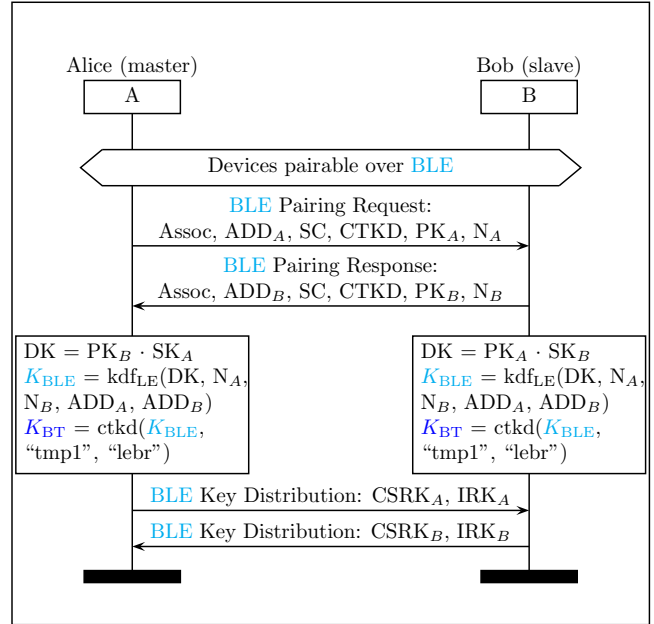 Alice (master)
Bob (slave)
A
B
Devices pairable over BLE
BLE Pairing Request:
Assoc, ADD_A, SC, CTKD, PK_A, N_A
BLE Pairing Response:
Assoc, ADD_B, SC, CTKD, PK_B, N_B
DK = PK_B · SK_A
K_BLE = kdf_LE(DK, N_A,
N_B, ADD_A, ADD_B)
K_BT = ctkd(K_BLE,
“tmp1”, “lebr”)
DK = PK_A · SK_B
K_BLE = kdf_LE(DK, N_A,
N_B, ADD_A, ADD_B)
K_BT = ctkd(K_BLE,
“tmp1”, “lebr”)
BLE Key Distribution: CSRK_A, IRK_A
BLE Key Distribution: CSRK_B, IRK_B